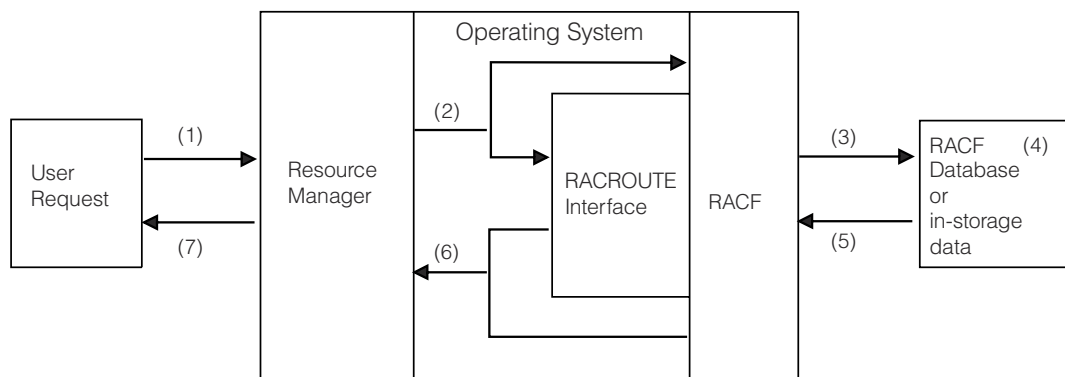 Operating System
(1)
(2)
(3)
User
Request
Resource
Manager
RACROUTE
Interface
RACF
RACF (4)
Database
or
in-storage
data
(7)
(6)
(5)